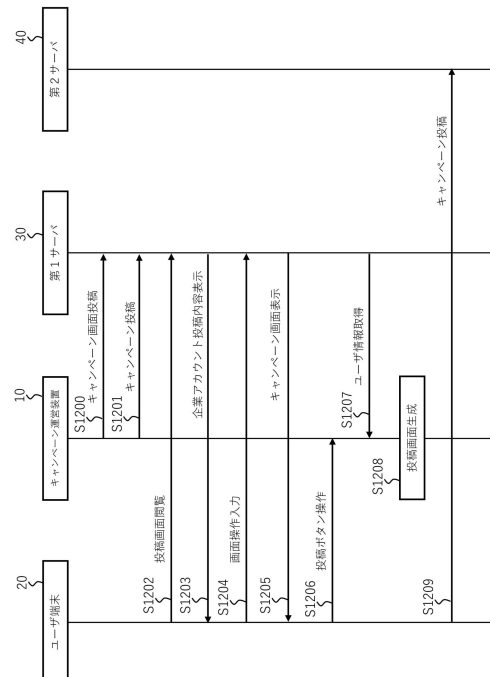 20
ユーザ端末
10
キャンペーン運営装置
30
第1サーバ
40
第2サーバ
S1200
キャンペーン画面投稿
S1201
キャンペーン投稿
S1202
投稿画面閲覧
S1203
企業アカウント投稿内容表示
S1204
画面操作入力
S1205
キャンペーン画面表示
S1206
投稿ボタン操作
S1207
ユーザ情報取得
S1208
投稿画面生成
S1209
キャンペーン投稿